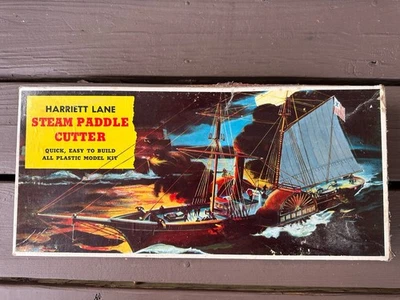 HARRIETT LANE
STEAM PADDLE
CUTTER
QUICK, EASY TO BUILD
ALL PLASTIC MODEL KIT